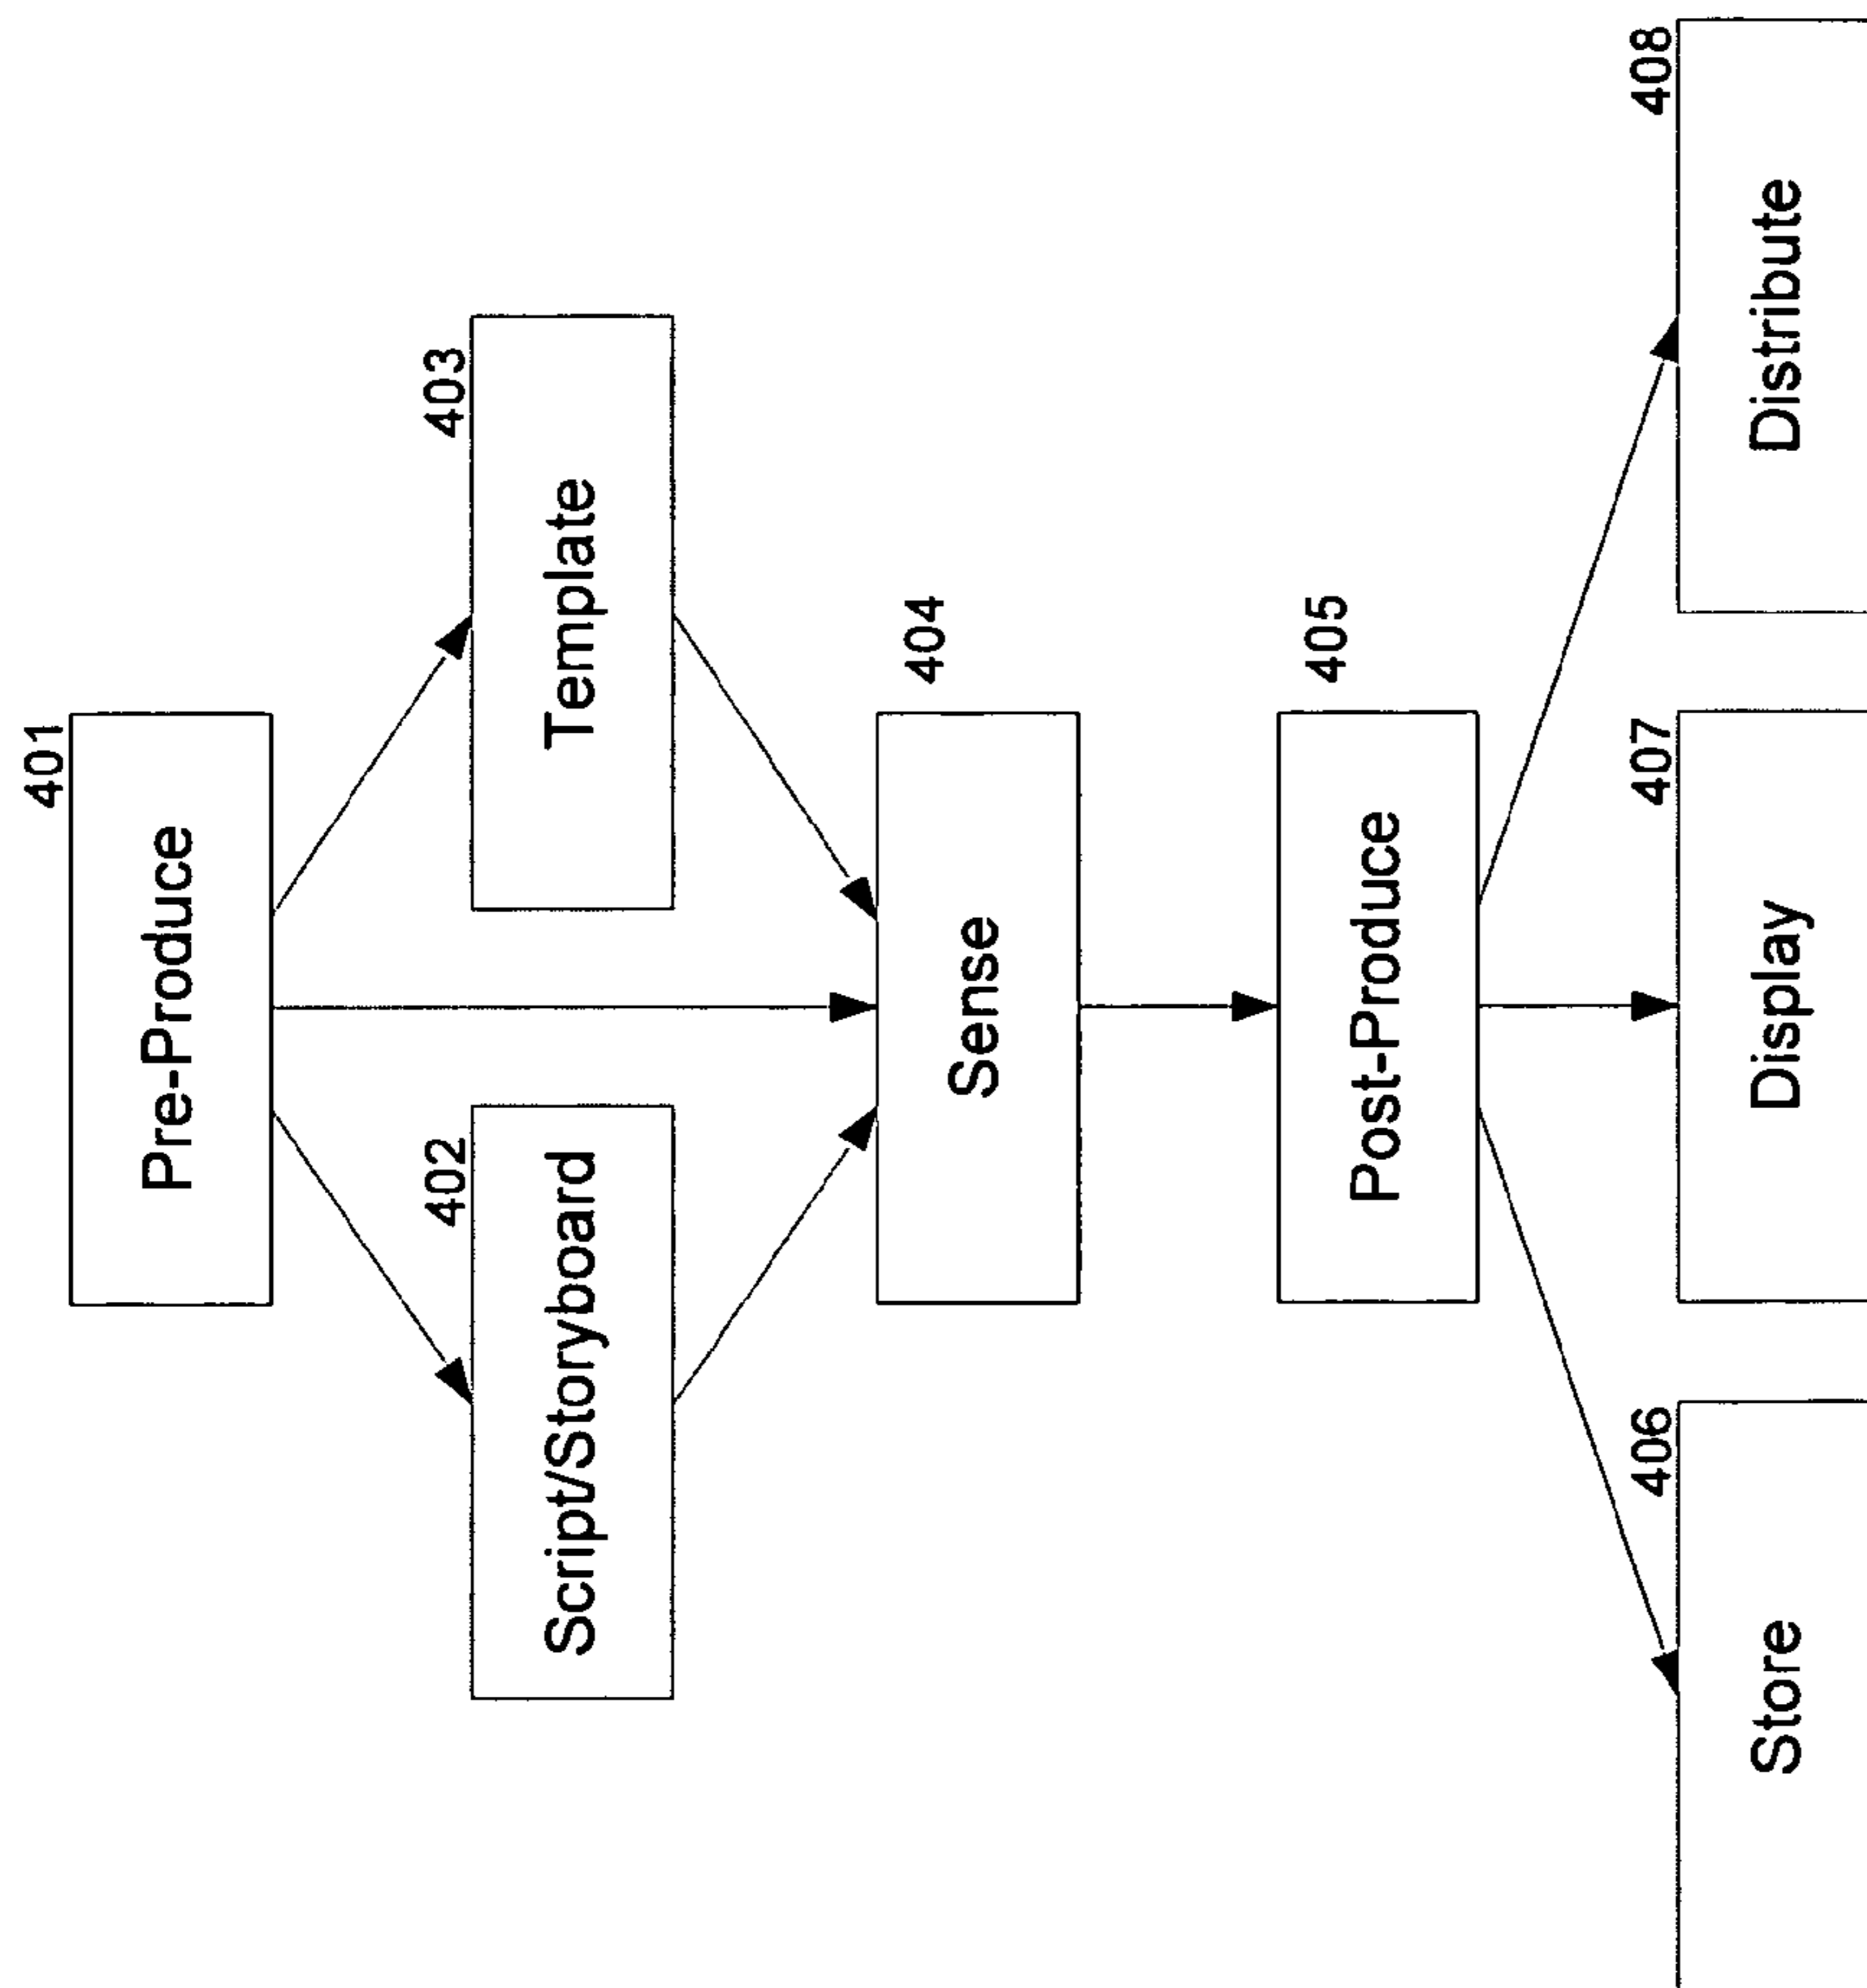 401
Pre-Produce
402
Script/Storyboard
403
Template
404
Sense
405
Post-Produce
406
Store
407
Display
408
Distribute